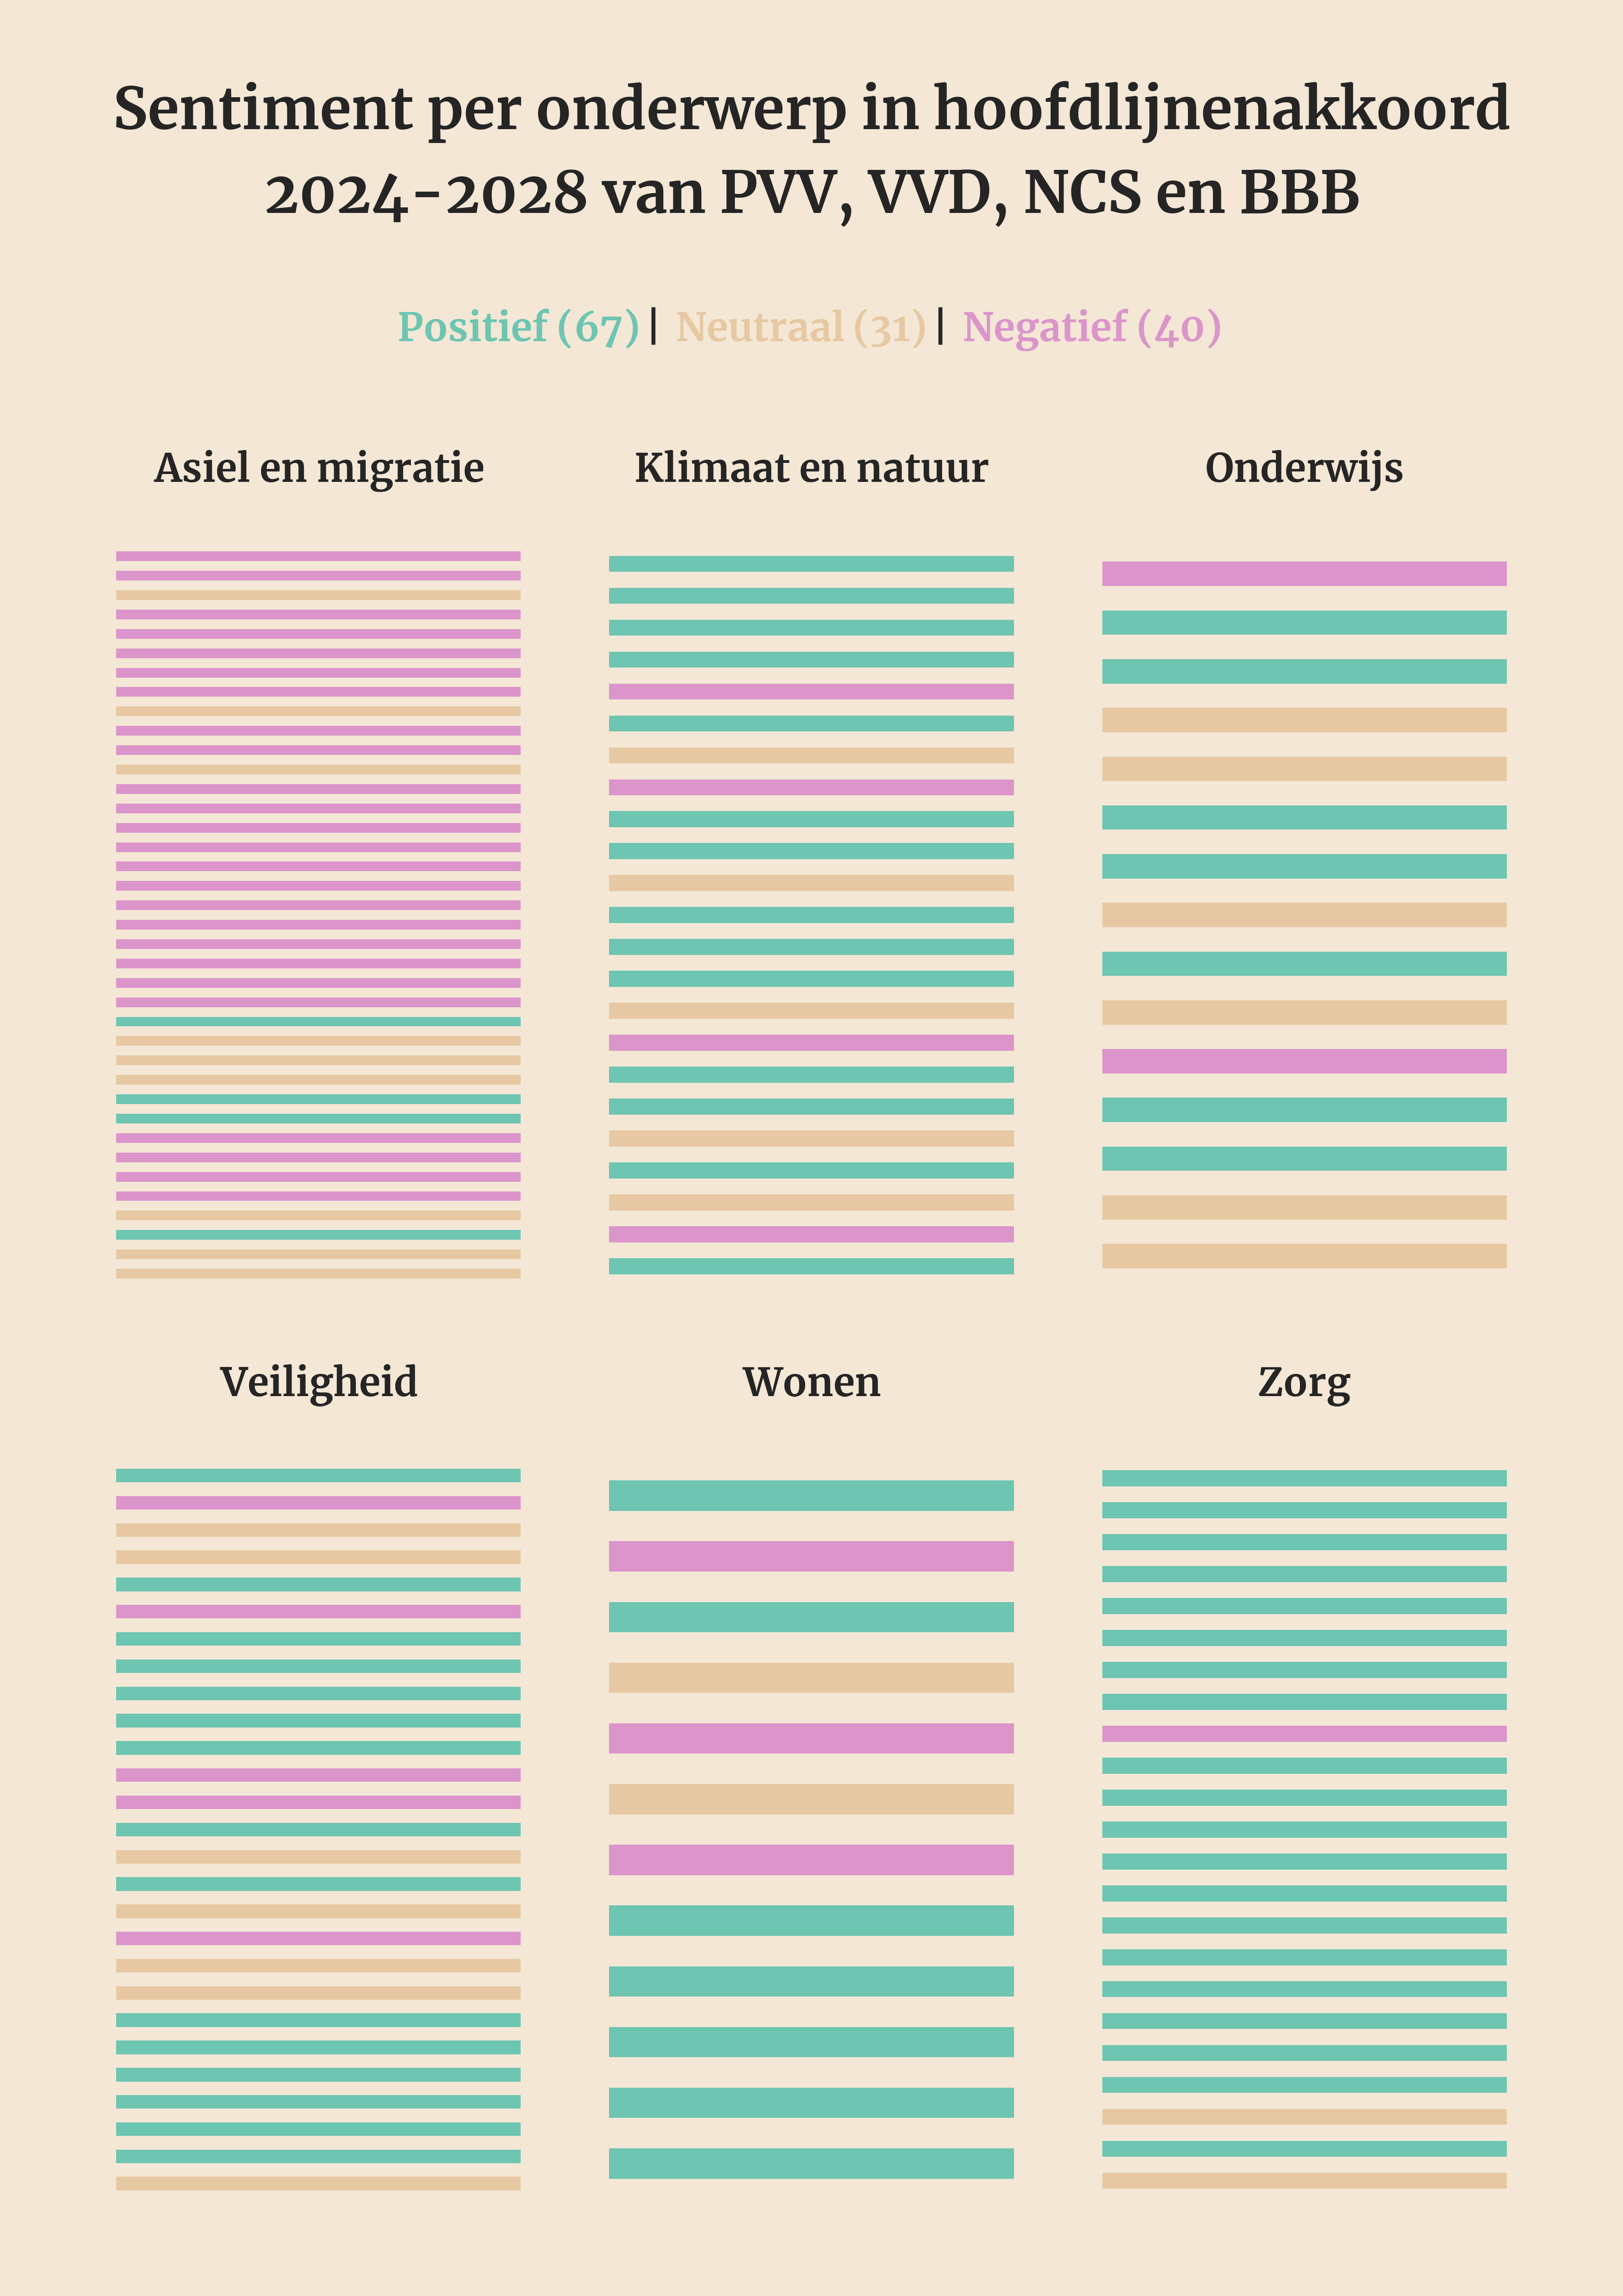 Sentiment per onderwerp in hoofdlijnenakkoord
2024-2028 van PVV, VVD, NCS en BBB
Positief (67) | Neutraal (31) | Negatief (40)
Asiel en migratie
Klimaat en natuur
Onderwijs
Veiligheid
Wonen
Zorg